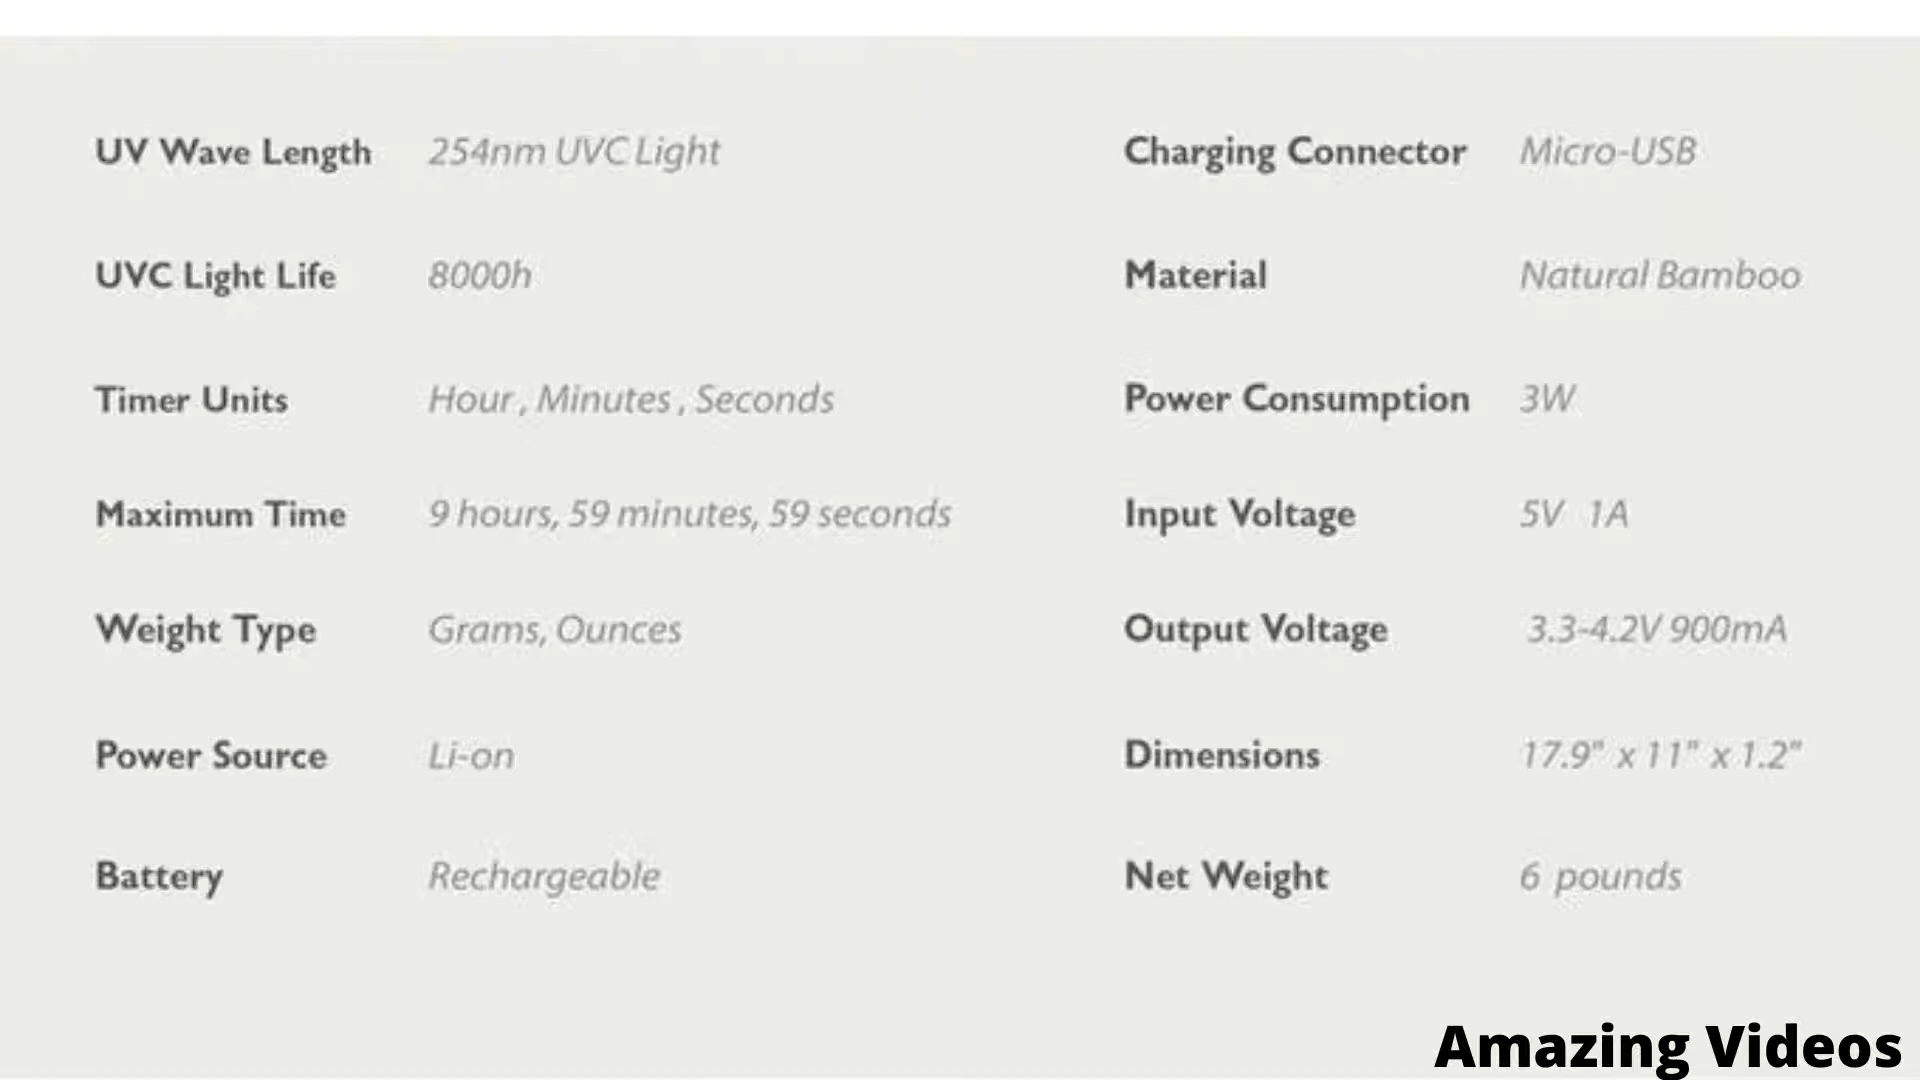 UV Wave Length 254nm UVC Light
UVC Light Life 8000h
Timer Units Hour, Minutes, Seconds
Maximum Time 9 hours, 59 minutes, 59 seconds
Weight Type Grams, Ounces
Power Source Li-on
Battery Rechargeable
Charging Connector Micro-USB
Material Natural Bamboo
Power Consumption 3W
Input Voltage 5V 1A
Output Voltage 3.3-4.2V 900mA
Dimensions 17.9" x 11" x 1.2"
Net Weight 6 pounds
Amazing Videos